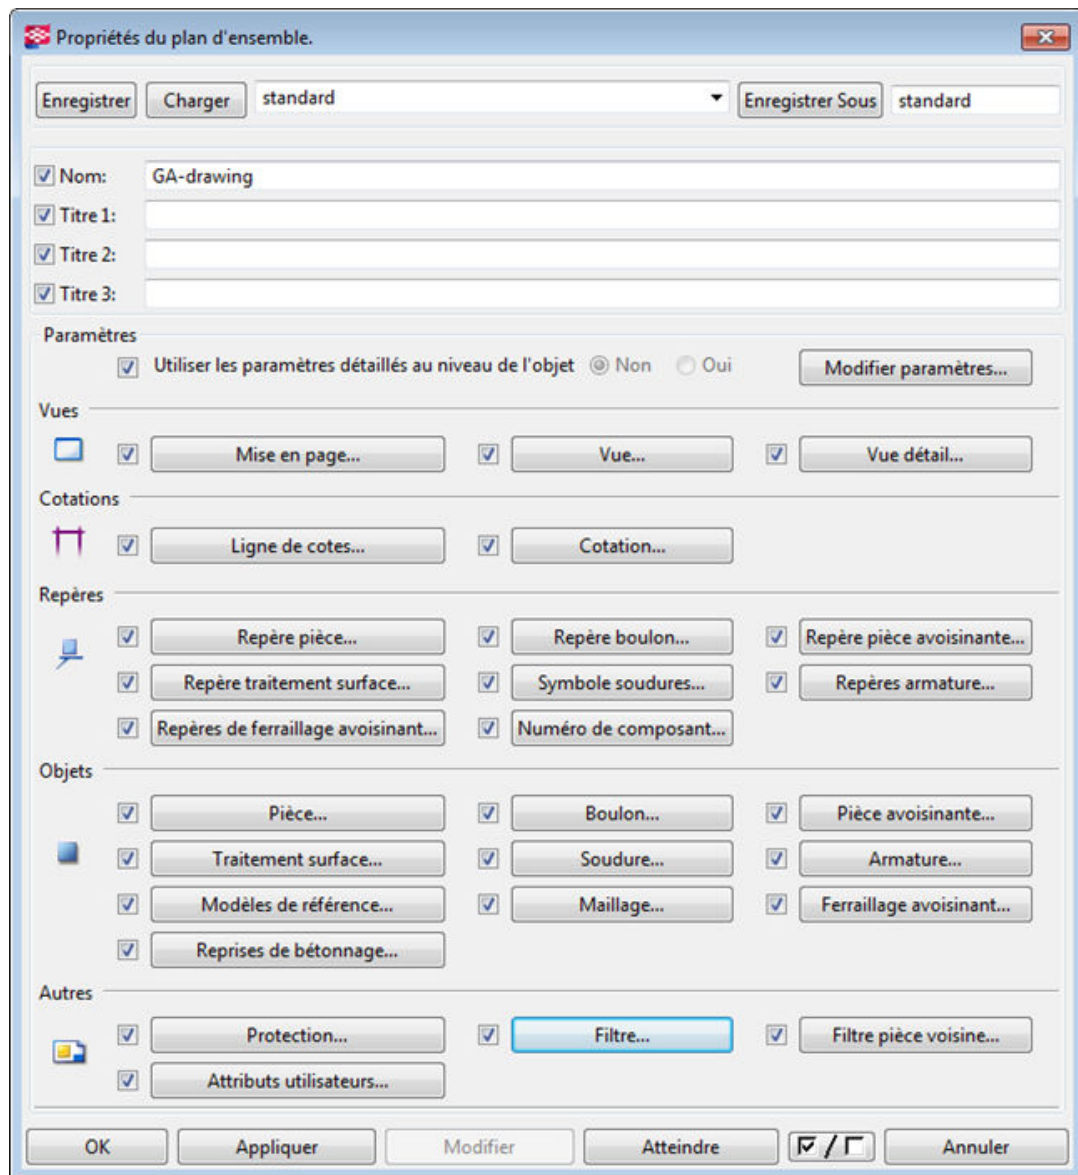 Propriétés du plan d'ensemble.
Enregistrer Charger standard Enregistrer Sous standard
Nom: GA-drawing
Titre 1:
Titre 2:
Titre 3:
Paramètres
Utiliser les paramètres détaillés au niveau de l'objet Non Oui Modifier paramètres...
Vues
Mise en page... Vue... Vue détail...
Cotations
Ligne de cotes... Cotation...
Repères
Repère pièce... Repère boulon... Repère pièce avoisinante...
Repère traitement surface... Symbole soudures... Repères armature...
Repères de ferraillage avoisinant... Numéro de composant...
Objets
Pièce... Boulon... Pièce avoisinante...
Traitement surface... Soudure... Armature...
Modèles de référence... Maillage... Ferraillage avoisinant...
Reprises de bétonnage...
Autres
Protection... Filtre... Filtre pièce voisine...
Attributs utilisateurs...
OK Appliquer Modifier Atteindre / Annuler